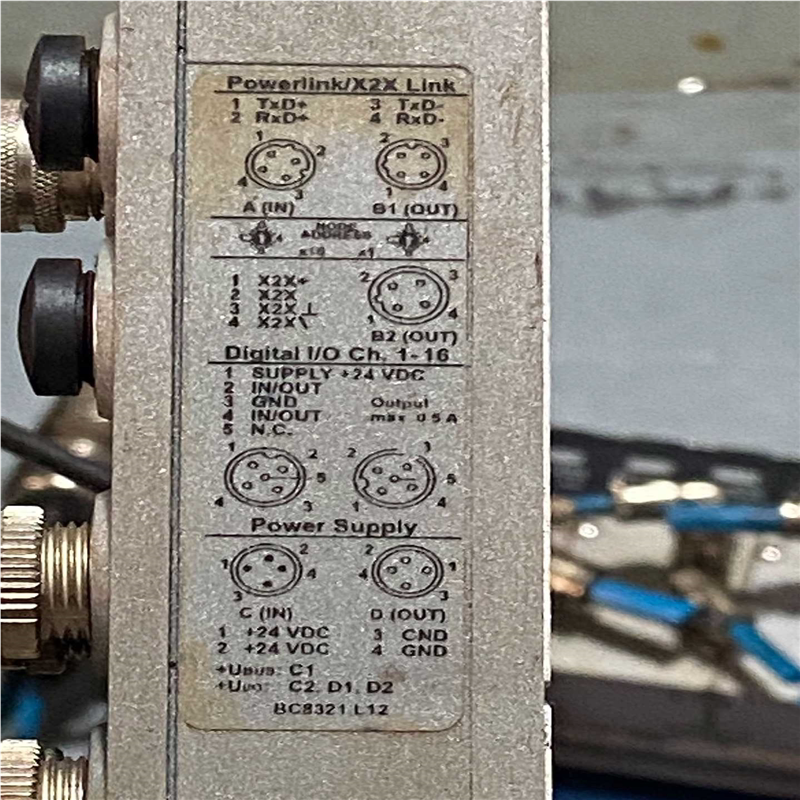 Powerlink/X2X Link
1 TxD+ 3 TxD-
2 RxD+ 4 RxD-
1 2 2 3
4 3 1 4
A (IN) B1 (OUT)
NODE
ADDRESS
x16 x1
1 X2X+
2 X2X
3 X2X⊥
4 X2X\
2 3
1 4
B2 (OUT)
Digital I/O Ch. 1-16
1 SUPPLY +24 VDC
2 IN/OUT
3 GND Output
4 IN/OUT max 0.5 A
5 N.C.
1 2 2 1
5 5
4 3 1 4
Power Supply
2 2
1 4 4 1
3 3
C (IN) D (OUT)
1 +24 VDC 3 GND
2 +24 VDC 4 GND
+UBUS: C1
+UI/O: C2, D1, D2
BC8321 L12